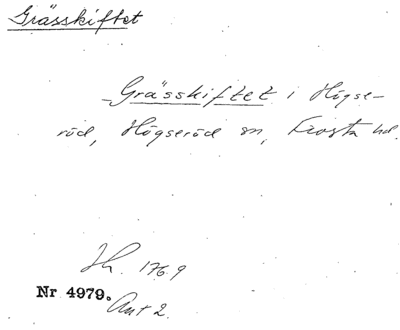 Grässkiftet
Grässkiftet i Högse-
röd, Högseröd sn, Frosta hd.
Jh. 1769
Nr 4979.
Akt 2.